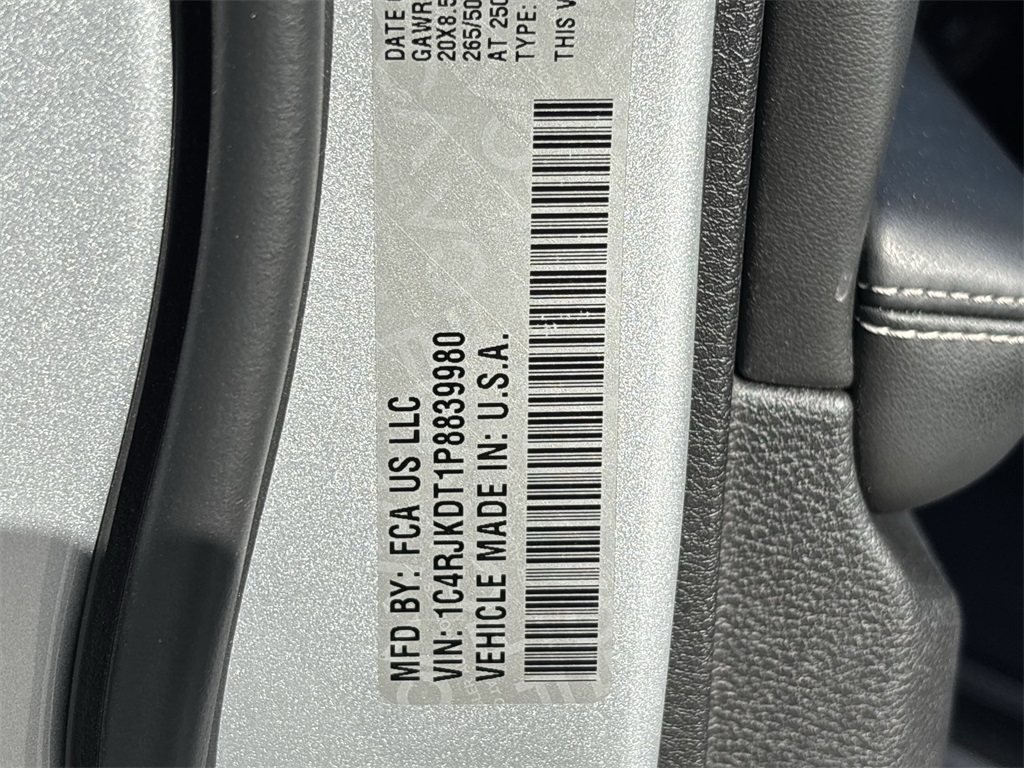 MFD BY: FCA US LLC
VIN: 1C4RJKDT1P8839980
VEHICLE MADE IN: U.S.A.
DATE
GAWR
20X8.5
265/50
AT 250
TYPE:
THIS V